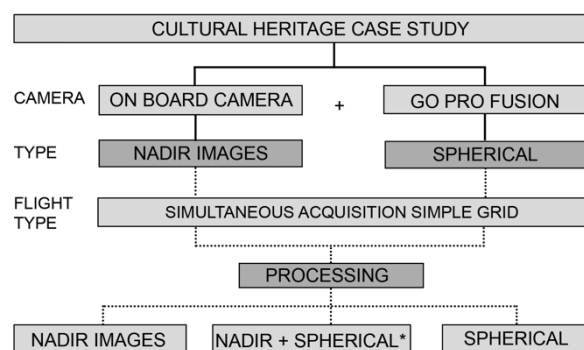 CULTURAL HERITAGE CASE STUDY
CAMERA ON BOARD CAMERA + GO PRO FUSION
TYPE NADIR IMAGES SPHERICAL
FLIGHT
TYPE
SIMULTANEOUS ACQUISITION SIMPLE GRID
PROCESSING
NADIR IMAGES NADIR + SPHERICAL* SPHERICAL